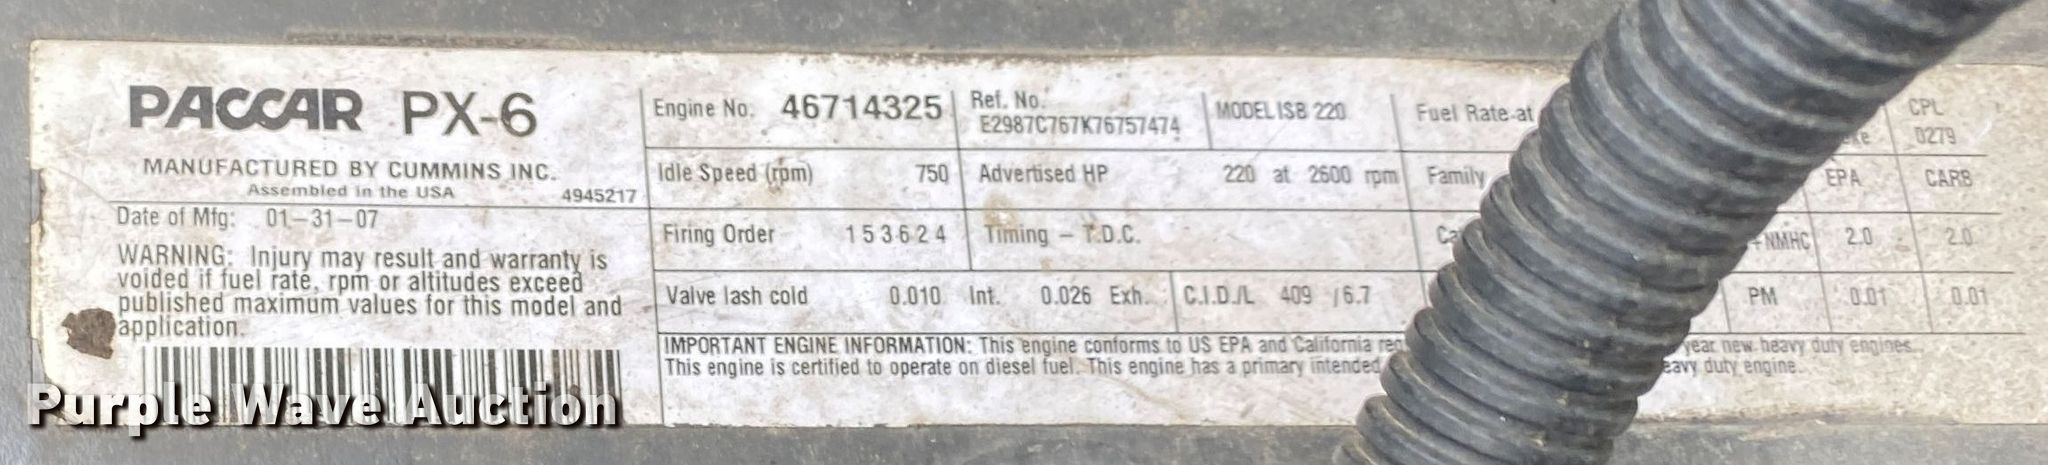 PACCAR PX-6
MANUFACTURED BY CUMMINS INC.
Assembled in the USA 4945217
Date of Mfg: 01-31-07
WARNING: Injury may result and warranty is
voided if fuel rate, rpm or altitudes exceed
published maximum values for this model and
application.
Engine No. 46714325 Ref. No. MODEL ISB 220 Fuel Rate at CPL
E2987C767K76757474 0279
Idle Speed (rpm) 750 Advertised HP 220 at 2600 rpm Family EPA CARB
Firing Order 153624 Timing - T.D.C. +NMHC 2.0 2.0
Valve lash cold 0.010 Int. 0.026 Exh. C.I.D./L 409 /6.7 PM 0.01 0.01
IMPORTANT ENGINE INFORMATION: This engine conforms to US EPA and California year new heavy duty engines.
This engine is certified to operate on diesel fuel. This engine has a primary intended duty engine.
Purple Wave Auction